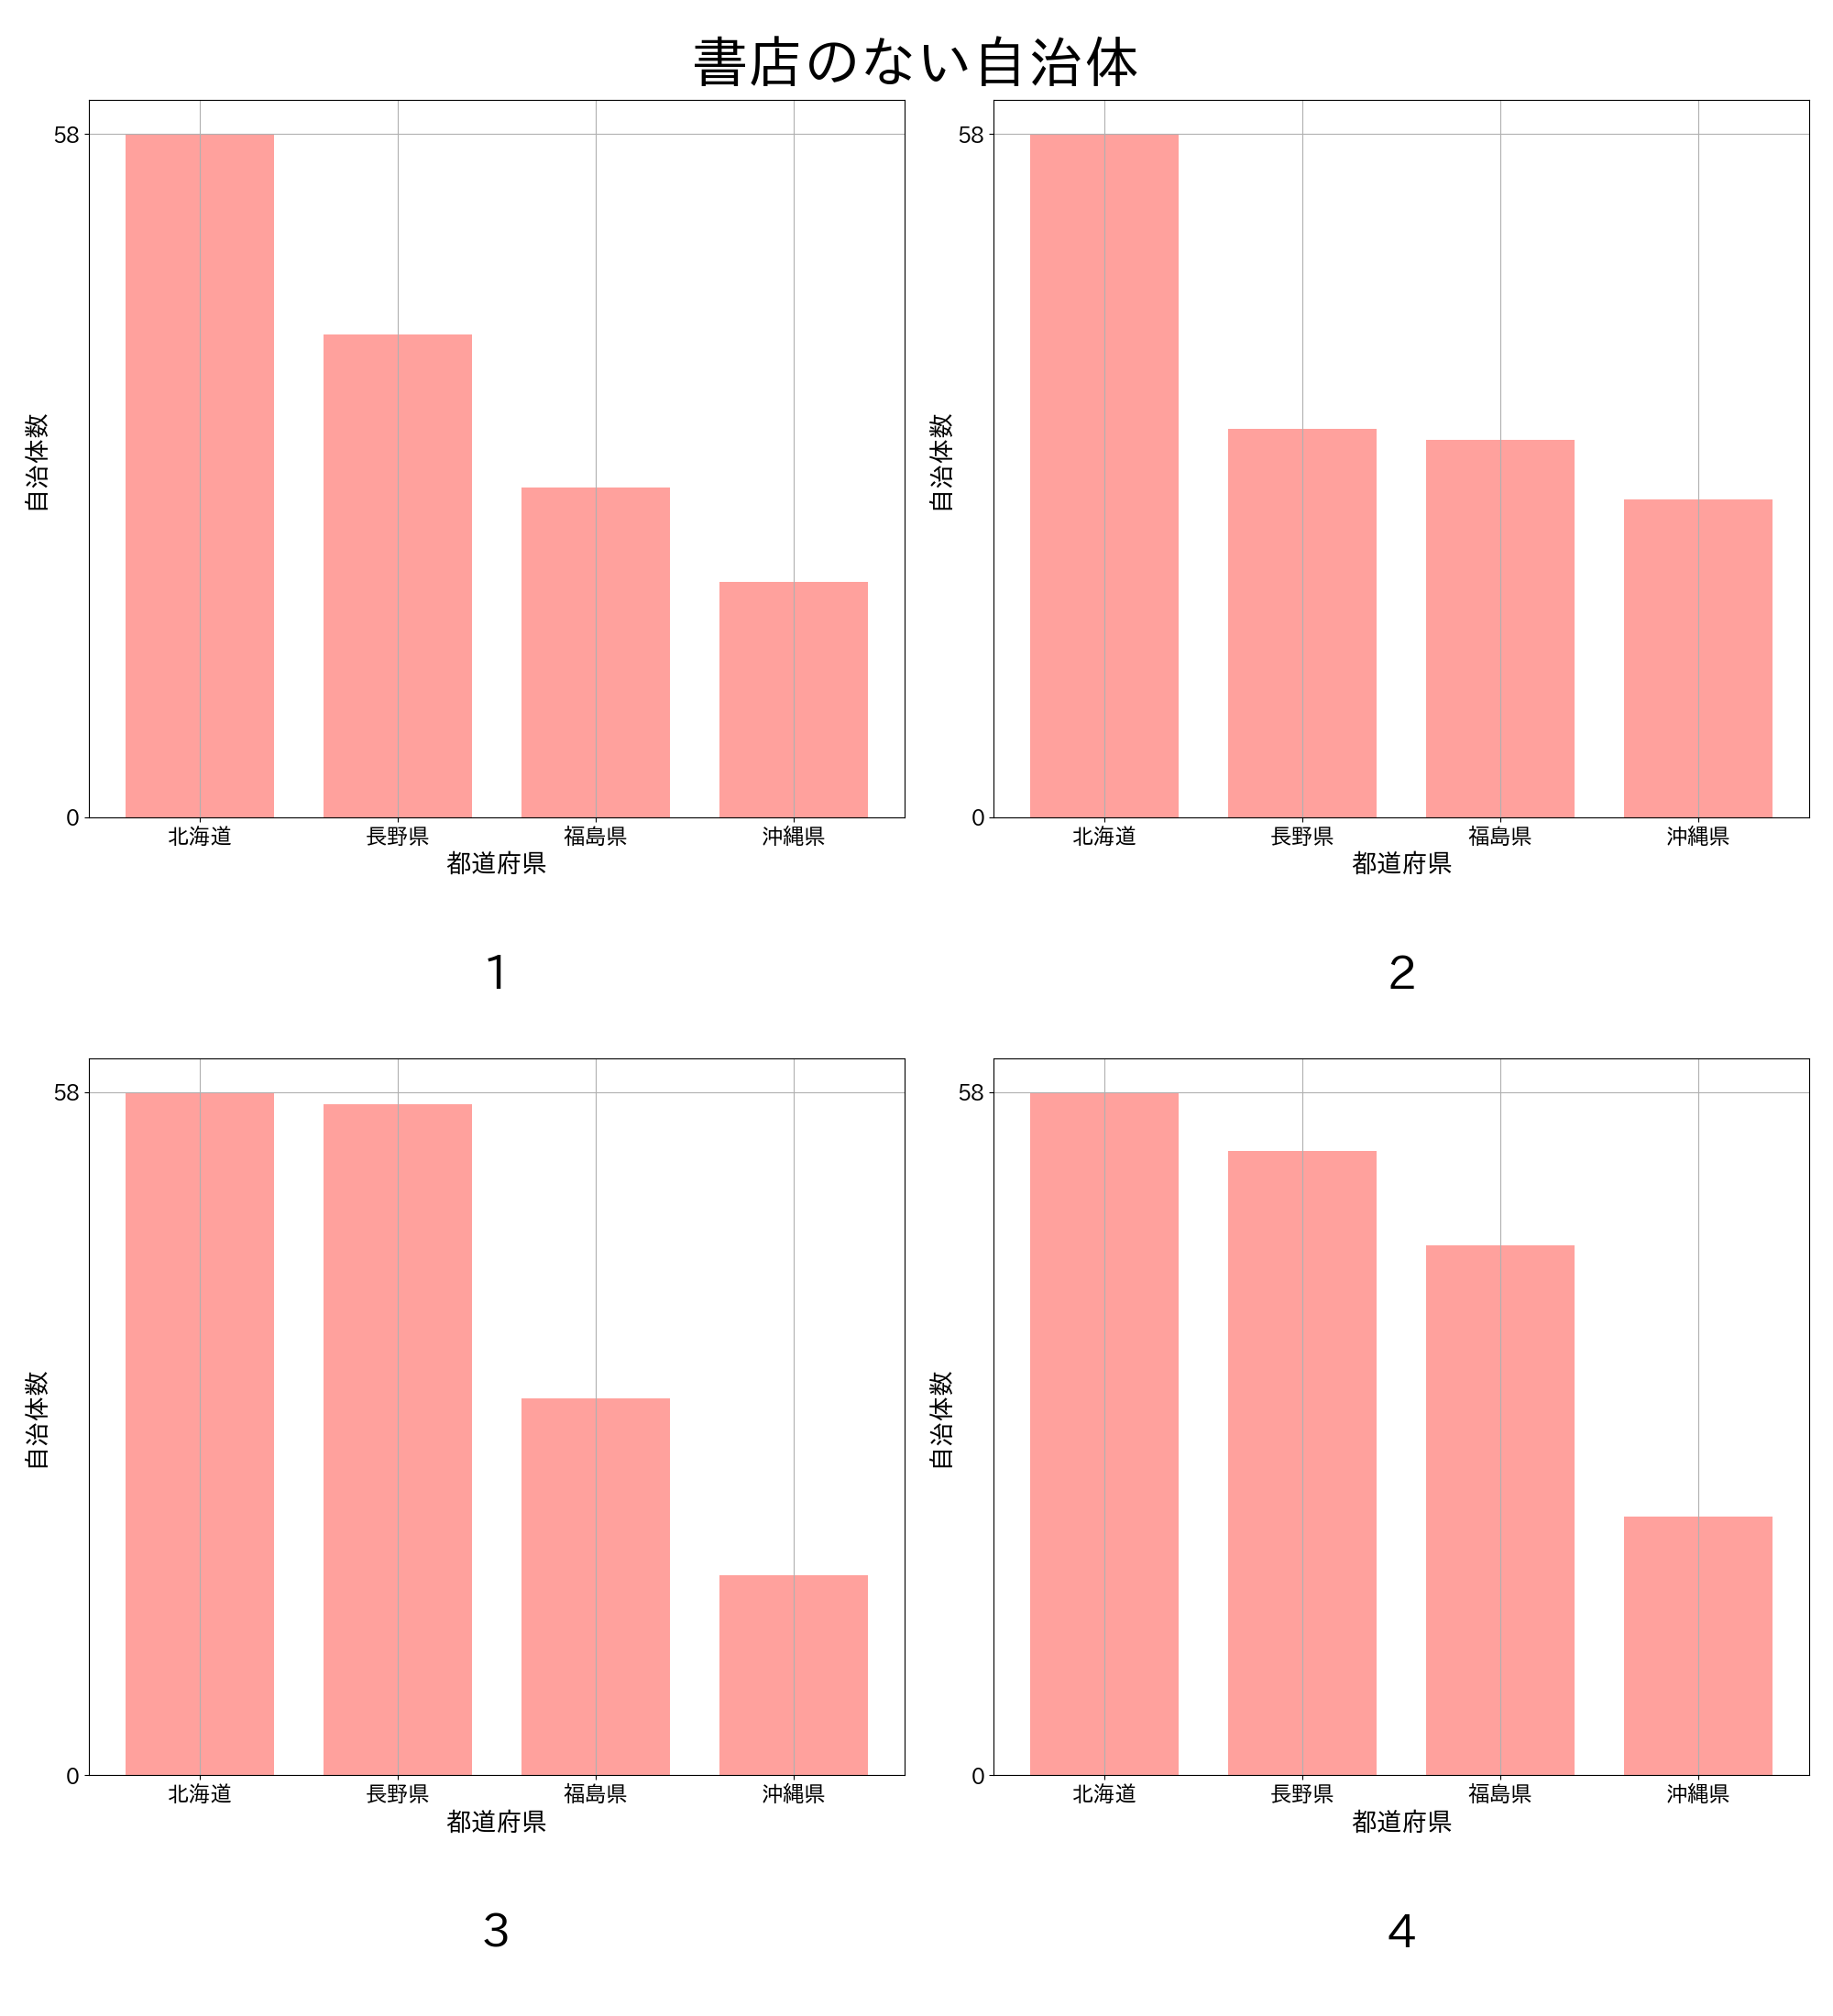 書店のない自治体
58
0
自治体数
北海道 長野県 福島県 沖縄県
都道府県
1
58
0
自治体数
北海道 長野県 福島県 沖縄県
都道府県
2
58
0
自治体数
北海道 長野県 福島県 沖縄県
都道府県
3
58
0
自治体数
北海道 長野県 福島県 沖縄県
都道府県
4